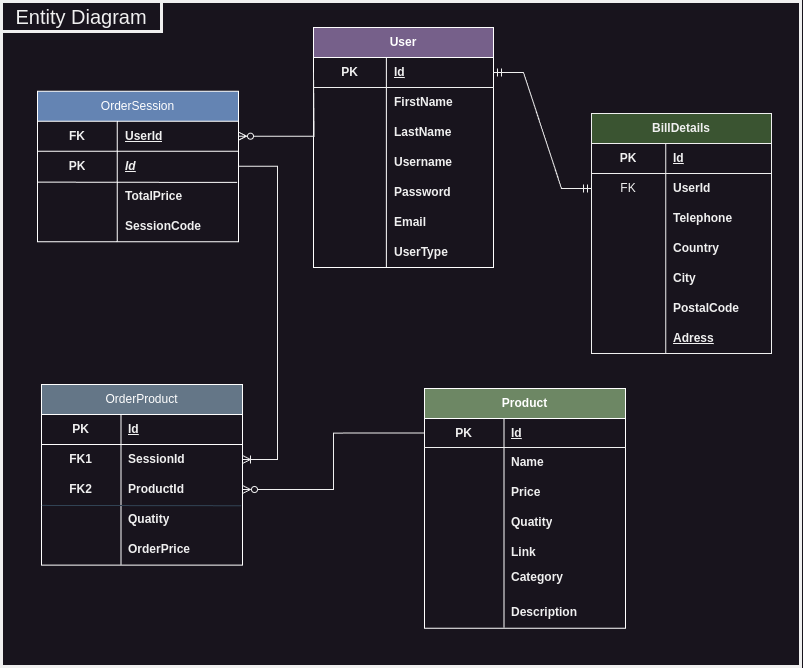 Entity Diagram
User
PK Id
FirstName
LastName
Username
Password
Email
UserType
OrderSession
FK UserId
PK Id
TotalPrice
SessionCode
BillDetails
PK Id
FK UserId
Telephone
Country
City
PostalCode
Adress
OrderProduct
PK Id
FK1 SessionId
FK2 ProductId
Quatity
OrderPrice
Product
PK Id
Name
Price
Quatity
Link
Category
Description